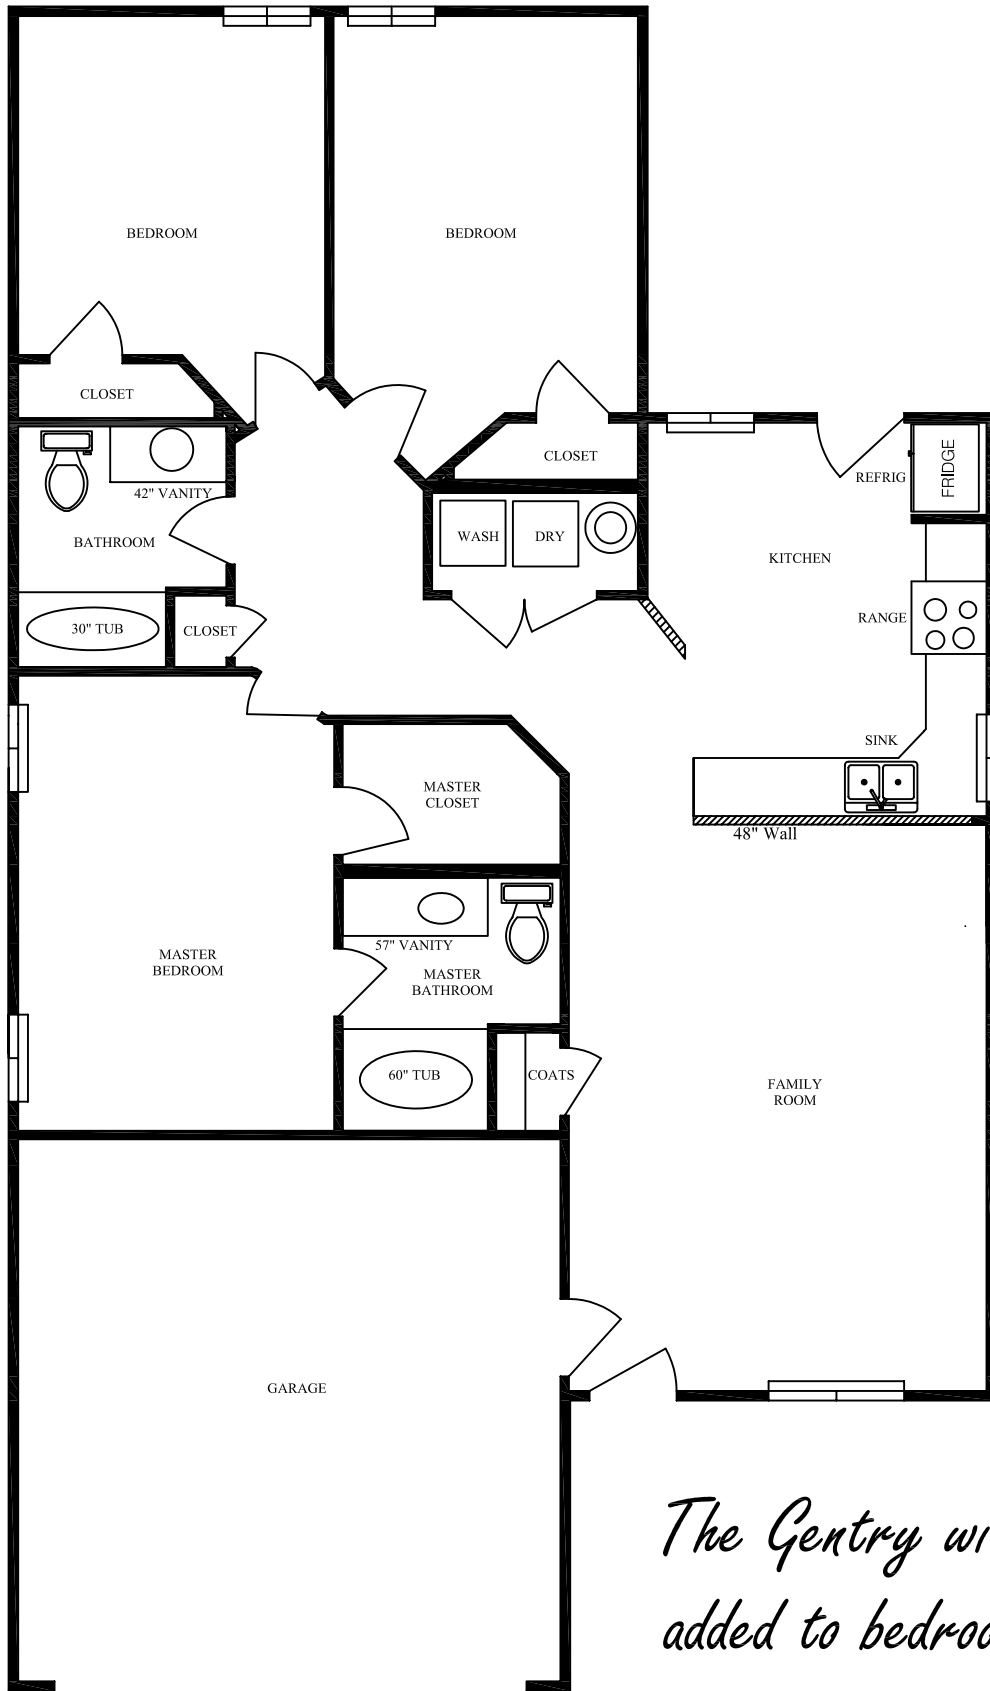 BEDROOM
BEDROOM
CLOSET
CLOSET
42" VANITY
BATHROOM
WASH
DRY
REFRIG
FRIDGE
KITCHEN
RANGE
30" TUB
CLOSET
SINK
MASTER
CLOSET
48" Wall
57" VANITY
MASTER
BEDROOM
MASTER
BATHROOM
60" TUB
COATS
FAMILY
ROOM
GARAGE
The Gentry
added to